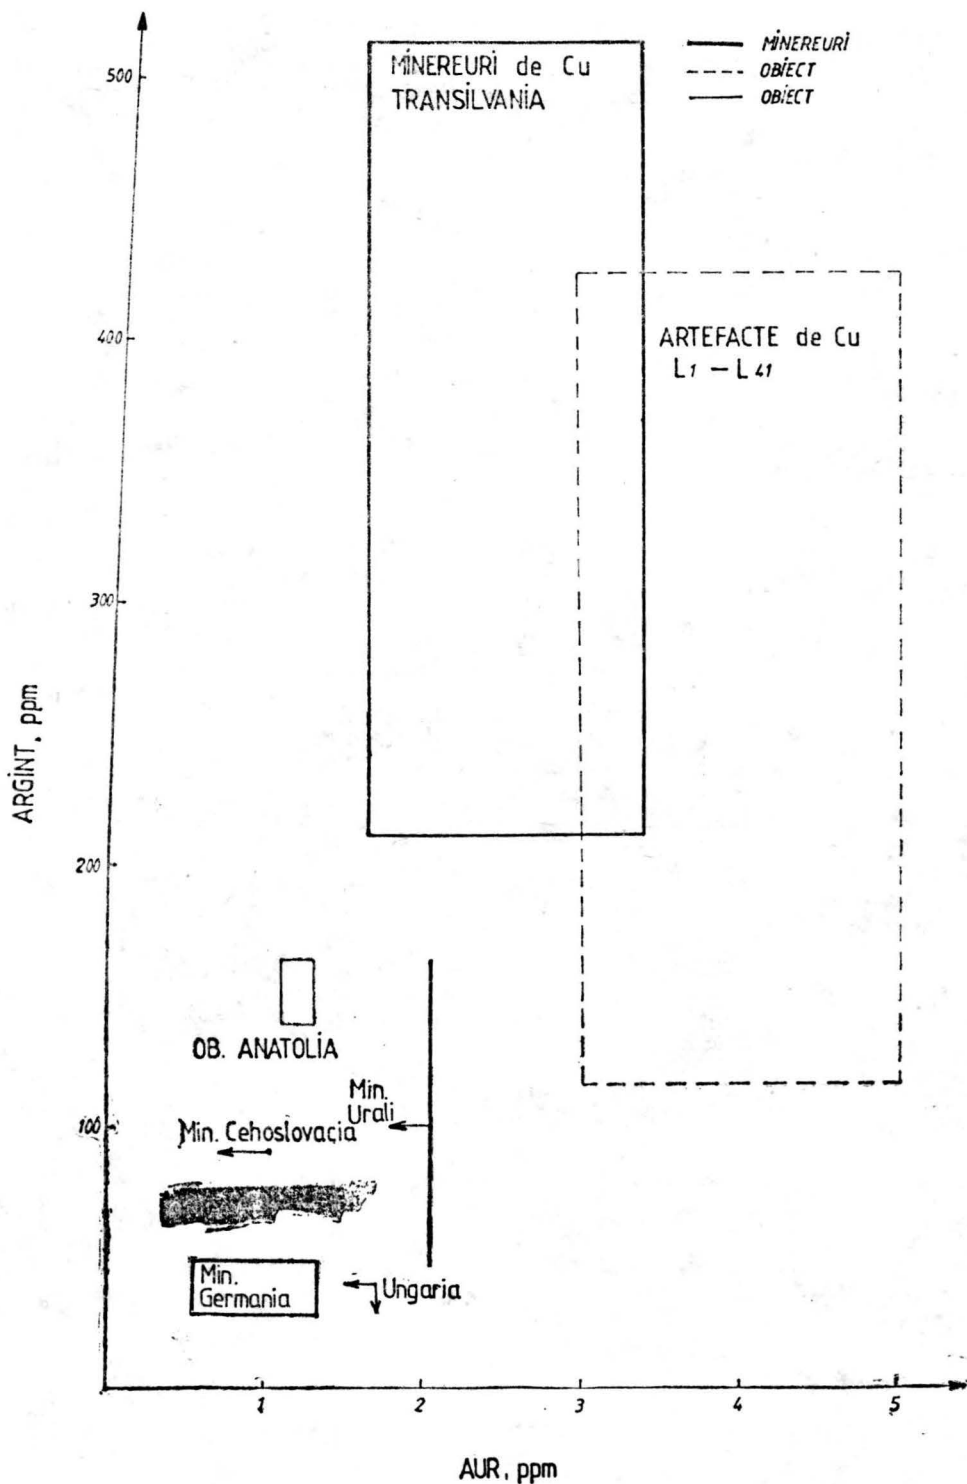 MINEREURI
OBIECT
OBIECT
500
MINEREURI de Cu
TRANSILVANIA
400
ARTEFACTE de Cu
L1 – L41
300
ARGINT, ppm
200
OB. ANATOLIA
Min.
Urali
100
Min. Cehoslovacia
Min.
Germania
Ungaria
1
2
3
4
5
AUR, ppm